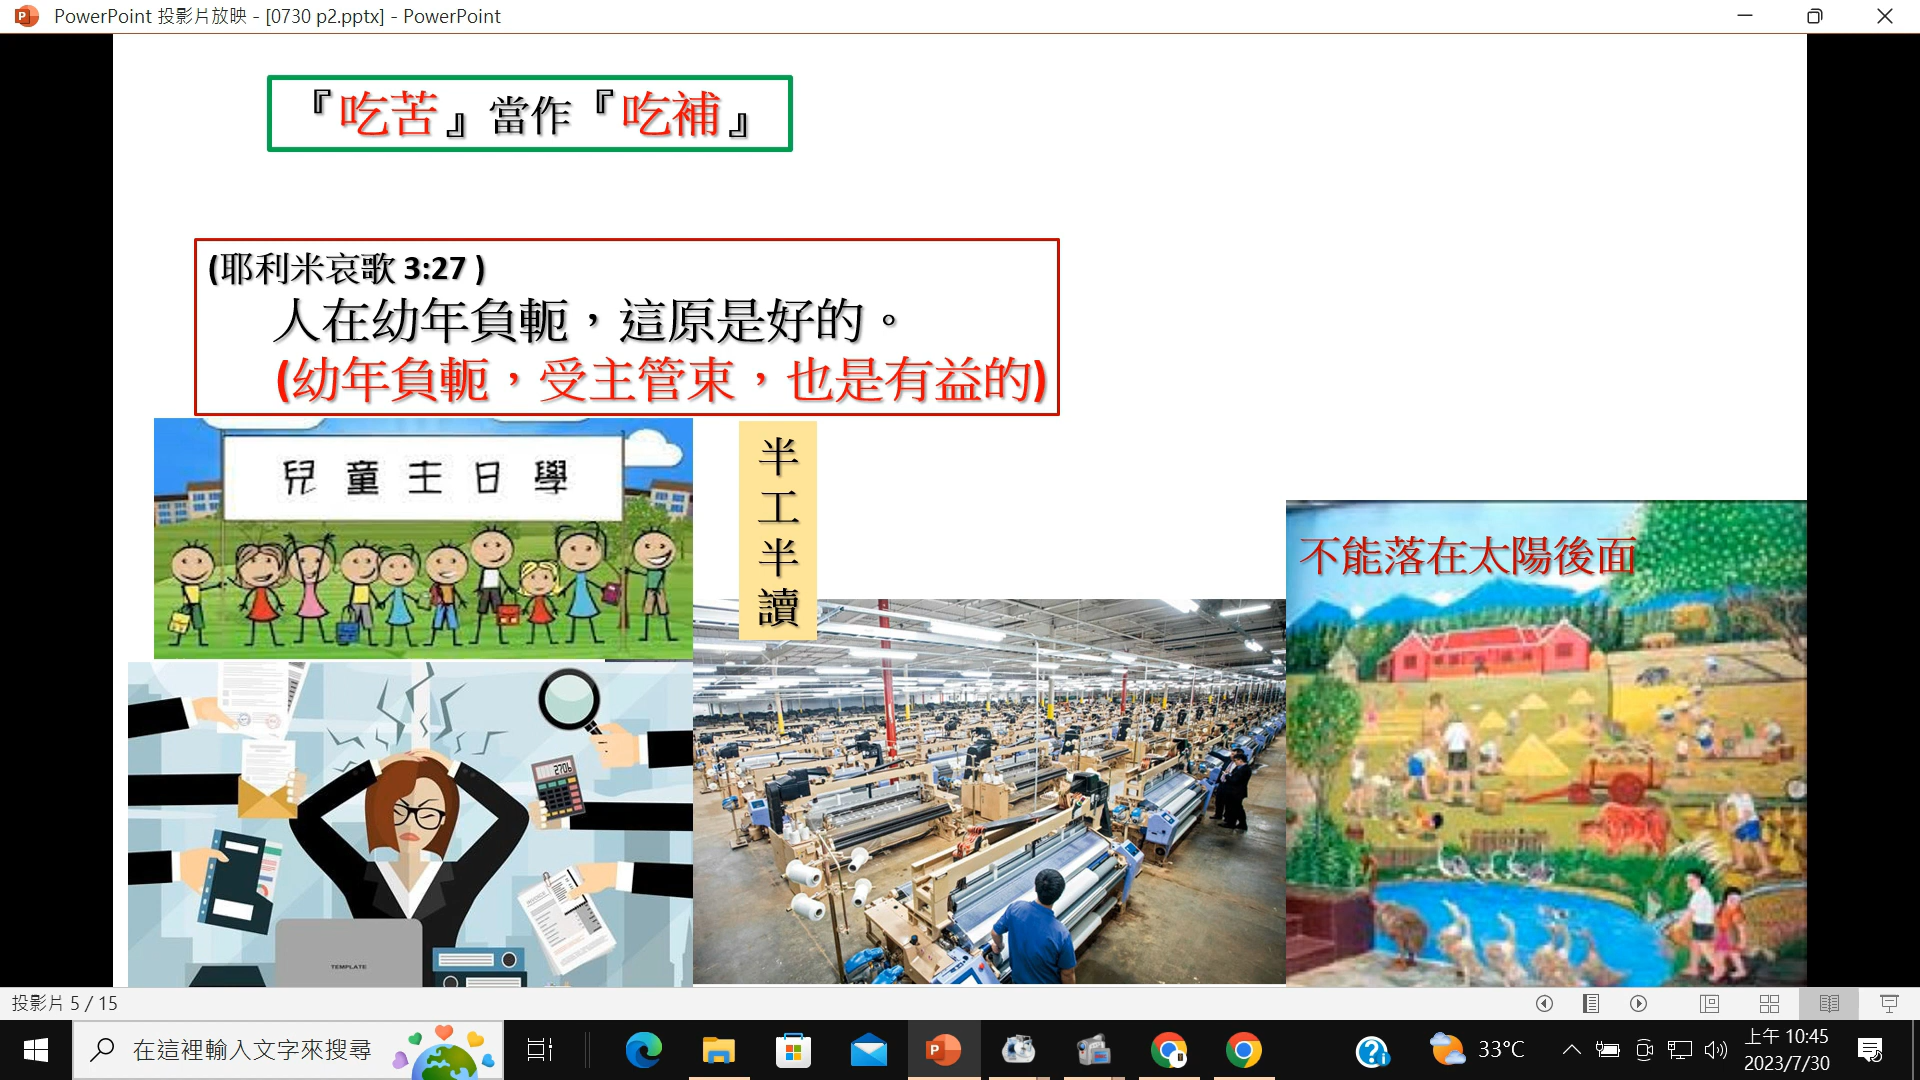 PowerPoint 投影片放映 - [0730 p2.pptx] - PowerPoint
『吃苦』當作『吃補』
(耶利米哀歌 3:27 )
人在幼年負軛，這原是好的。
(幼年負軛，受主管束，也是有益的)
兒童主日學
半工半讀
不能落在太陽後面
TEMPLATE
投影片 5 / 15
在這裡輸入文字來搜尋
33°C
上午 10:45
2023/7/30